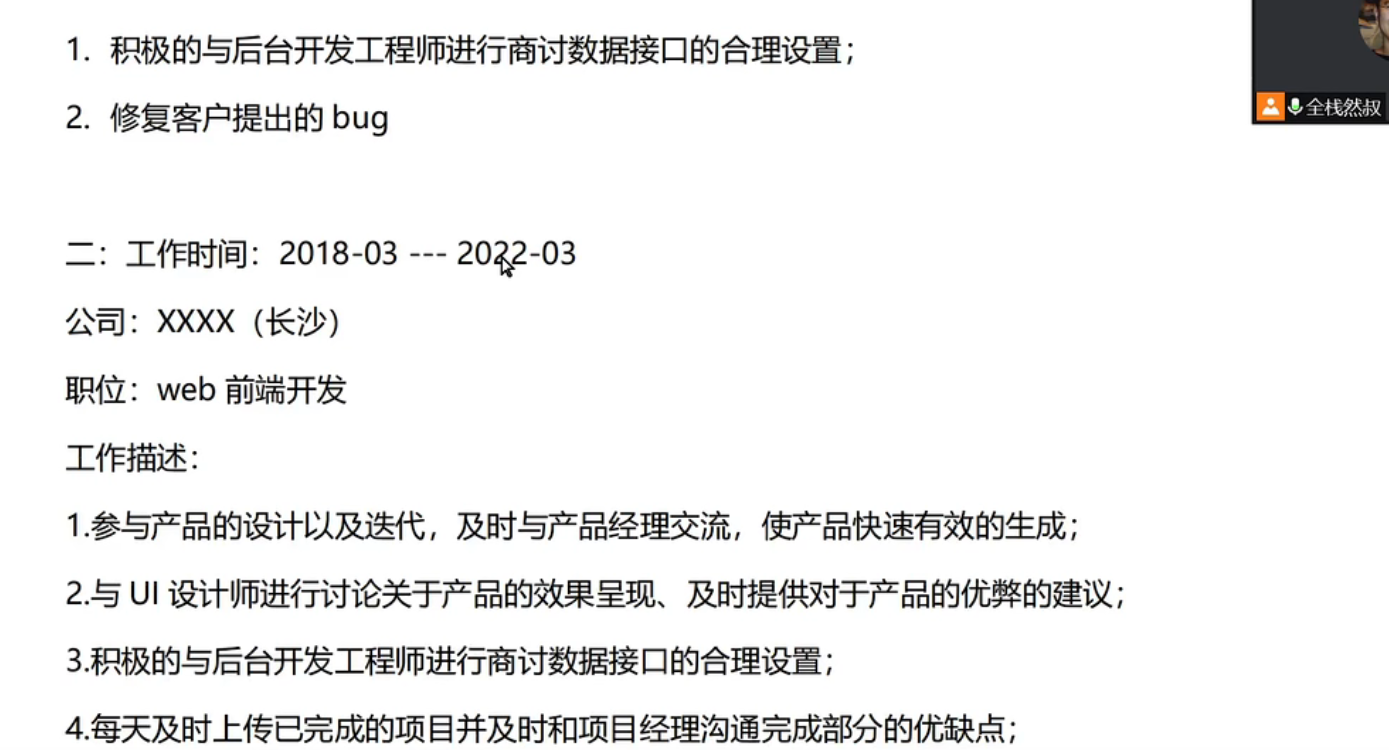 1. 积极的与后台开发工程师进行商讨数据接口的合理设置；
2. 修复客户提出的 bug
全栈然叔
二：工作时间：2018-03 --- 2022-03
公司：XXXX（长沙）
职位：web 前端开发
工作描述：
1.参与产品的设计以及迭代，及时与产品经理交流，使产品快速有效的生成；
2.与 UI 设计师进行讨论关于产品的效果呈现、及时提供对于产品的优弊的建议；
3.积极的与后台开发工程师进行商讨数据接口的合理设置；
4.每天及时上传已完成的项目并及时和项目经理沟通完成部分的优缺点；